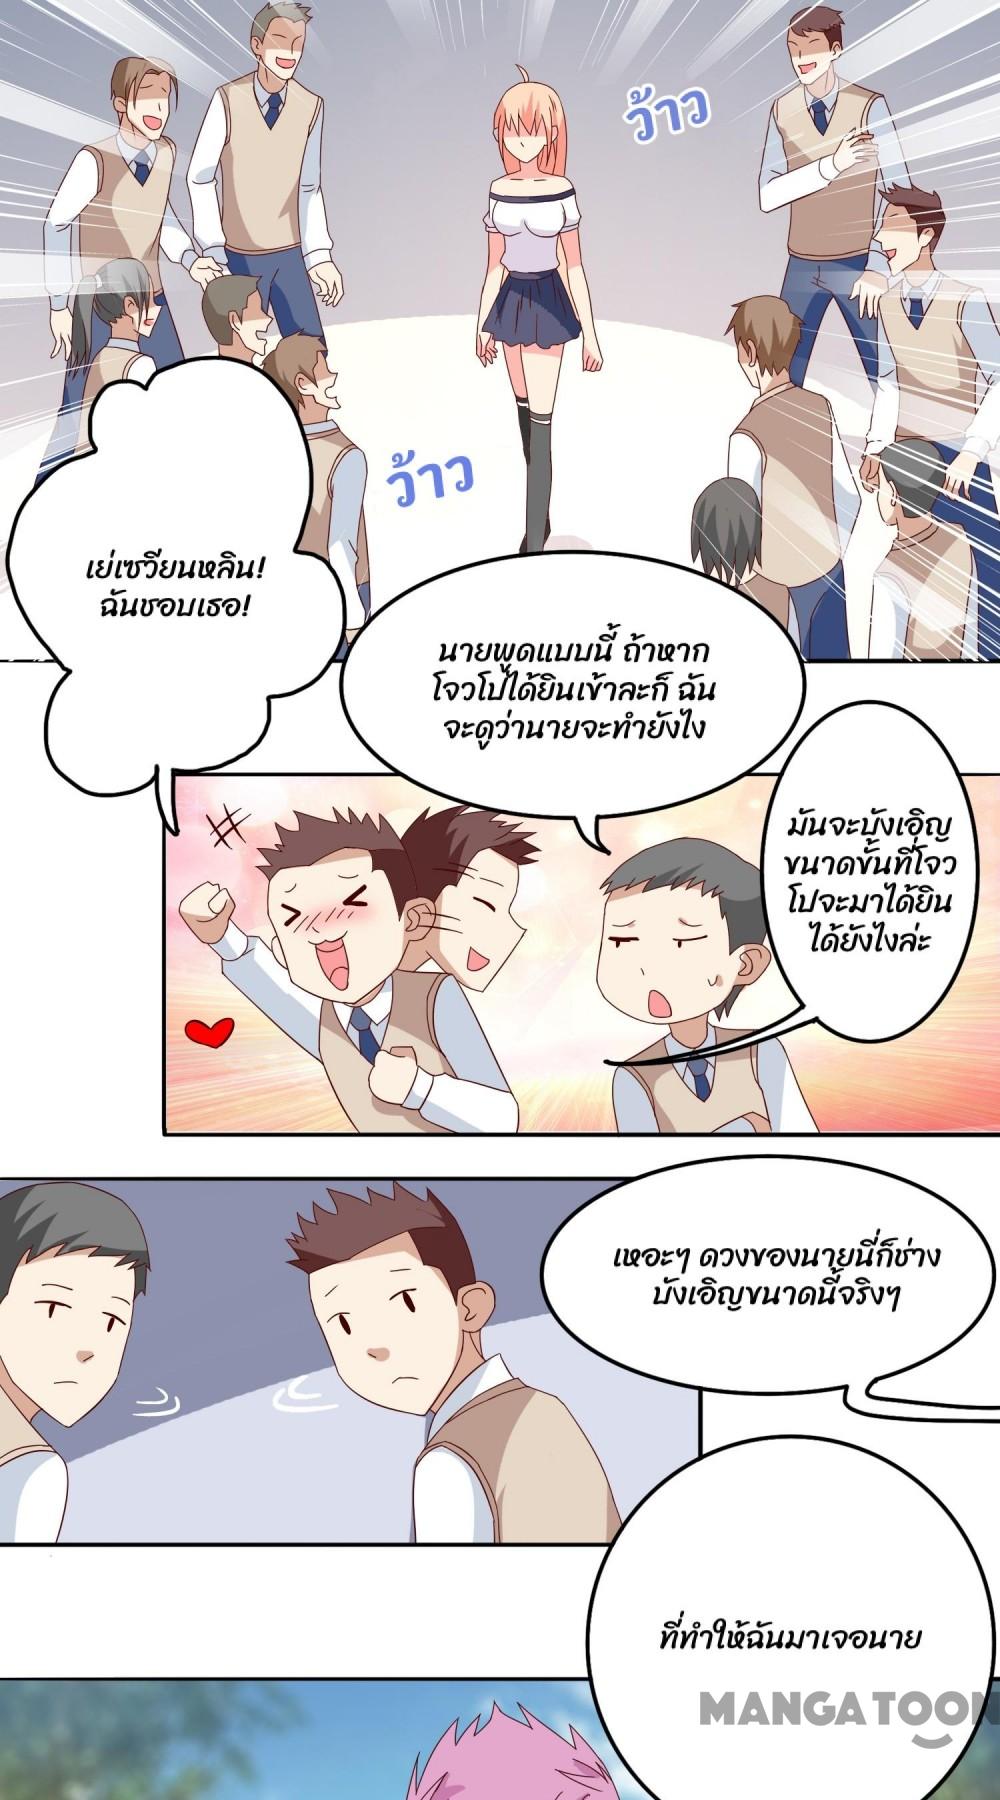 ว้าว
ว้าว
เย่เซวียนหลิน!
ฉันชอบเธอ!
นายพูดแบบนี้ ถ้าหาก
โจวโปได้ยินเข้าละก็ ฉัน
จะดูว่านายจะทำยังไง
มันจะบังเอิญ
ขนาดขั้นที่โจว
โปจะมาได้ยิน
ได้ยังไงล่ะ
เหอะๆ ดวงของนายนี่ก็ช่าง
บังเอิญขนาดนี้จริงๆ
ที่ทำให้ฉันมาเจอนาย
MANGATOON